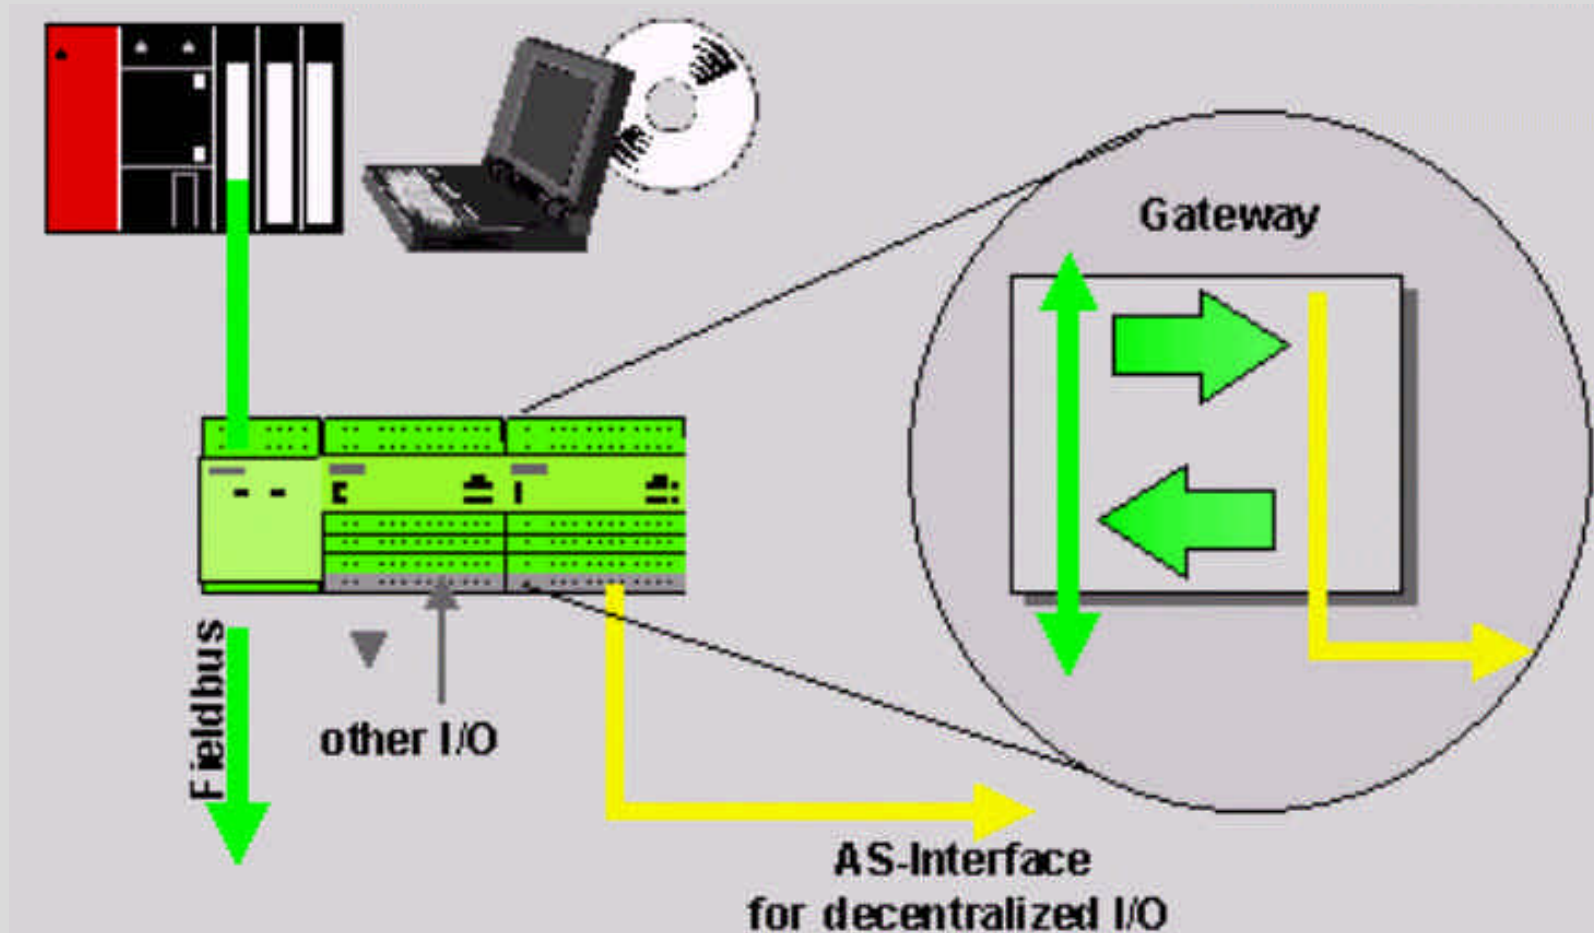 Gateway
Fieldbus
other I/O
AS-Interface
for decentralized I/O